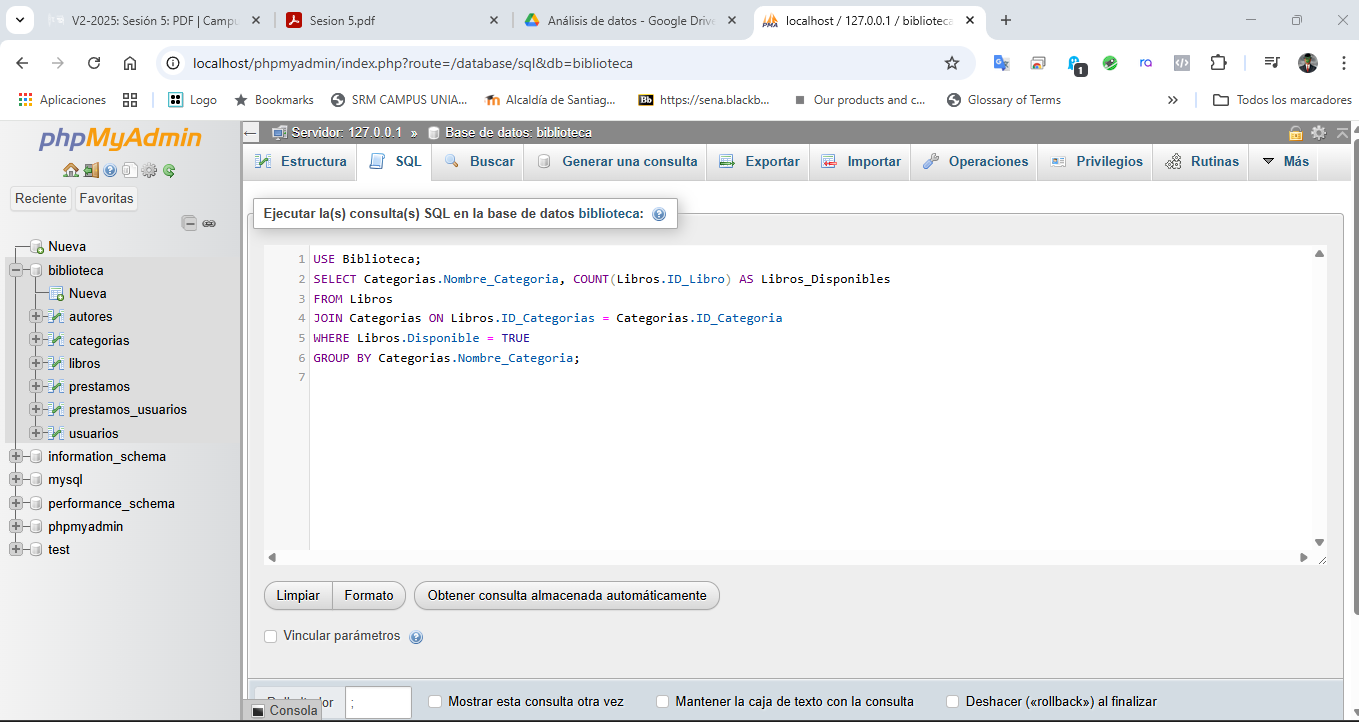 V2-2025: Sesión 5: PDF | Campu
Sesion 5.pdf
Análisis de datos - Google Drive
localhost / 127.0.0.1 / biblioteca
localhost/phpmyadmin/index.php?route=/database/sql&db=biblioteca
1
ra
Aplicaciones
Logo
Bookmarks
SRM CAMPUS UNIA...
Alcaldía de Santiag...
Bb
https://sena.blackb...
Our products and c...
Glossary of Terms
Todos los marcadores
phpMyAdmin
Reciente
Favoritas
Nueva
biblioteca
Nueva
autores
categorias
libros
prestamos
prestamos_usuarios
usuarios
information_schema
mysql
performance_schema
phpmyadmin
test
Servidor: 127.0.0.1 » Base de datos: biblioteca
Estructura
SQL
Buscar
Generar una consulta
Exportar
Importar
Operaciones
Privilegios
Rutinas
Más
Ejecutar la(s) consulta(s) SQL en la base de datos biblioteca:
1 USE Biblioteca;
2 SELECT Categorias.Nombre_Categoria, COUNT(Libros.ID_Libro) AS Libros_Disponibles
3 FROM Libros
4 JOIN Categorias ON Libros.ID_Categorias = Categorias.ID_Categoria
5 WHERE Libros.Disponible = TRUE
6 GROUP BY Categorias.Nombre_Categoria;
7
Limpiar
Formato
Obtener consulta almacenada automáticamente
Vincular parámetros
;
Mostrar esta consulta otra vez
Mantener la caja de texto con la consulta
Deshacer («rollback») al finalizar
Consola